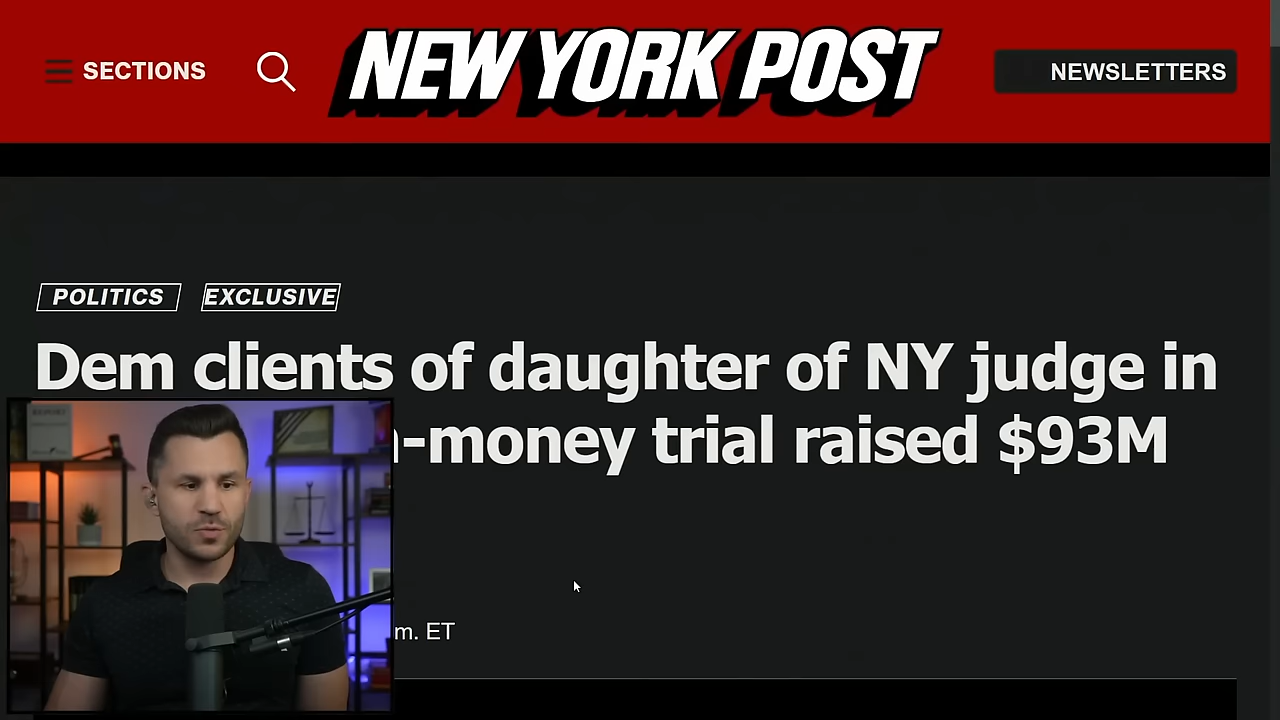 SECTIONS
NEW YORK POST
NEWSLETTERS
POLITICS
EXCLUSIVE
Dem clients of daughter of NY judge in
-money trial raised $93M
m. ET